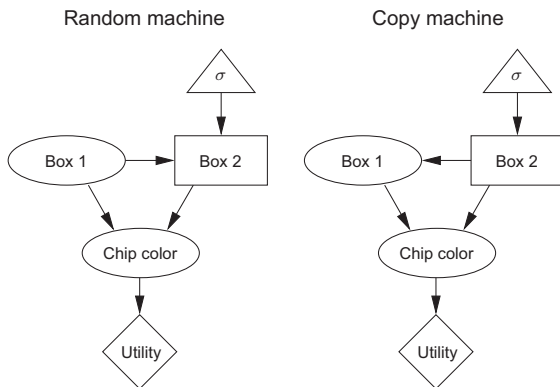 Random machine
Copy machine
σ
σ
Box 1
Box 2
Box 1
Box 2
Chip color
Chip color
Utility
Utility